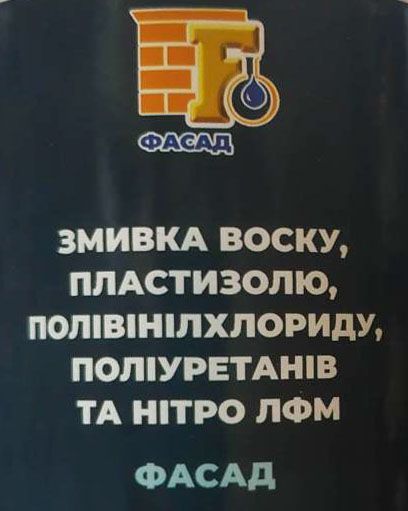 F
ФАСАД
ЗМИВКА ВОСКУ,
ПЛАСТИЗОЛЮ,
ПОЛІВІНІЛХЛОРИДУ,
ПОЛІУРЕТАНІВ
ТА НІТРО ЛФМ
ФАСАД